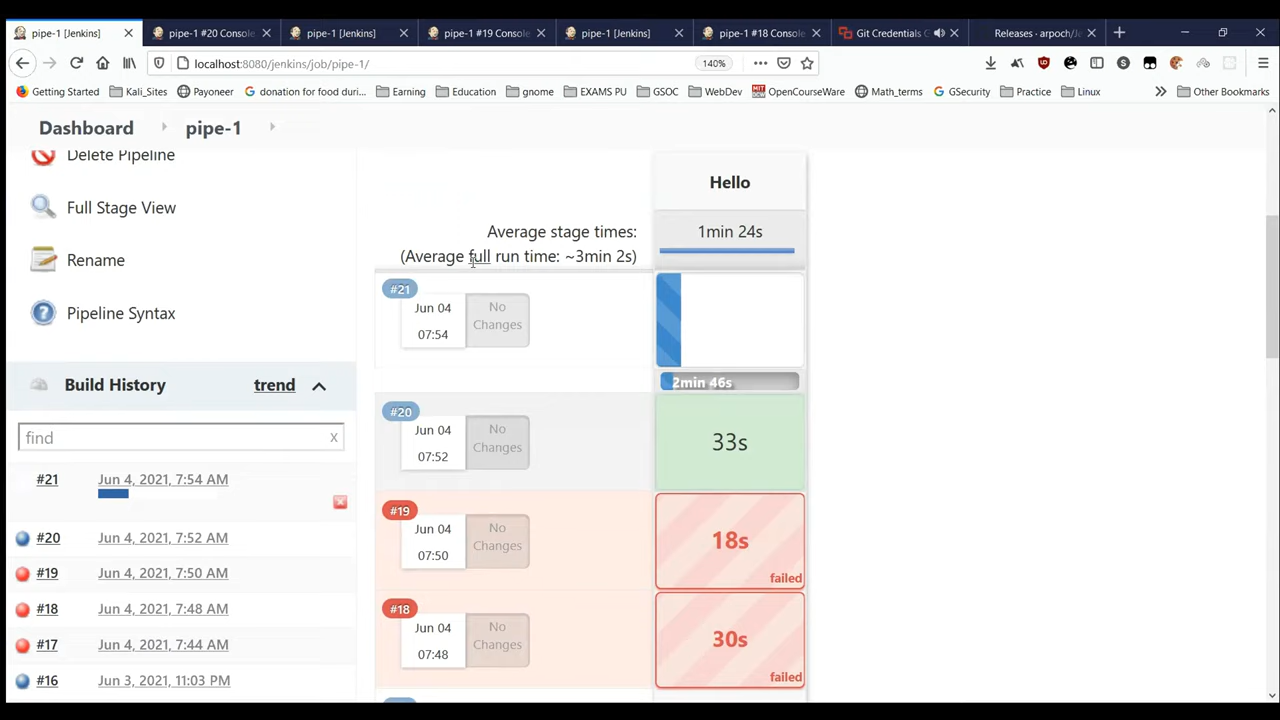 pipe-1 [Jenkins]
pipe-1 #20 Console
pipe-1 [Jenkins]
pipe-1 #19 Console
pipe-1 [Jenkins]
pipe-1 #18 Console
Git Credentials
Releases · arpoch/Je
localhost:8080/jenkins/job/pipe-1/
140%
Getting Started
Kali_Sites
Payoneer
donation for food duri...
Earning
Education
gnome
EXAMS PU
GSOC
WebDev
OpenCourseWare
Math_terms
GSecurity
Practice
Linux
Other Bookmarks
Dashboard
pipe-1
Delete Pipeline
Full Stage View
Rename
Pipeline Syntax
Build History
trend
find
x
#21 Jun 4, 2021, 7:54 AM
#20 Jun 4, 2021, 7:52 AM
#19 Jun 4, 2021, 7:50 AM
#18 Jun 4, 2021, 7:48 AM
#17 Jun 4, 2021, 7:44 AM
#16 Jun 3, 2021, 11:03 PM
Hello
Average stage times:
1min 24s
(Average full run time: ~3min 2s)
#21
Jun 04
07:54
No
Changes
2min 46s
#20
Jun 04
07:52
No
Changes
33s
#19
Jun 04
07:50
No
Changes
18s
failed
#18
Jun 04
07:48
No
Changes
30s
failed